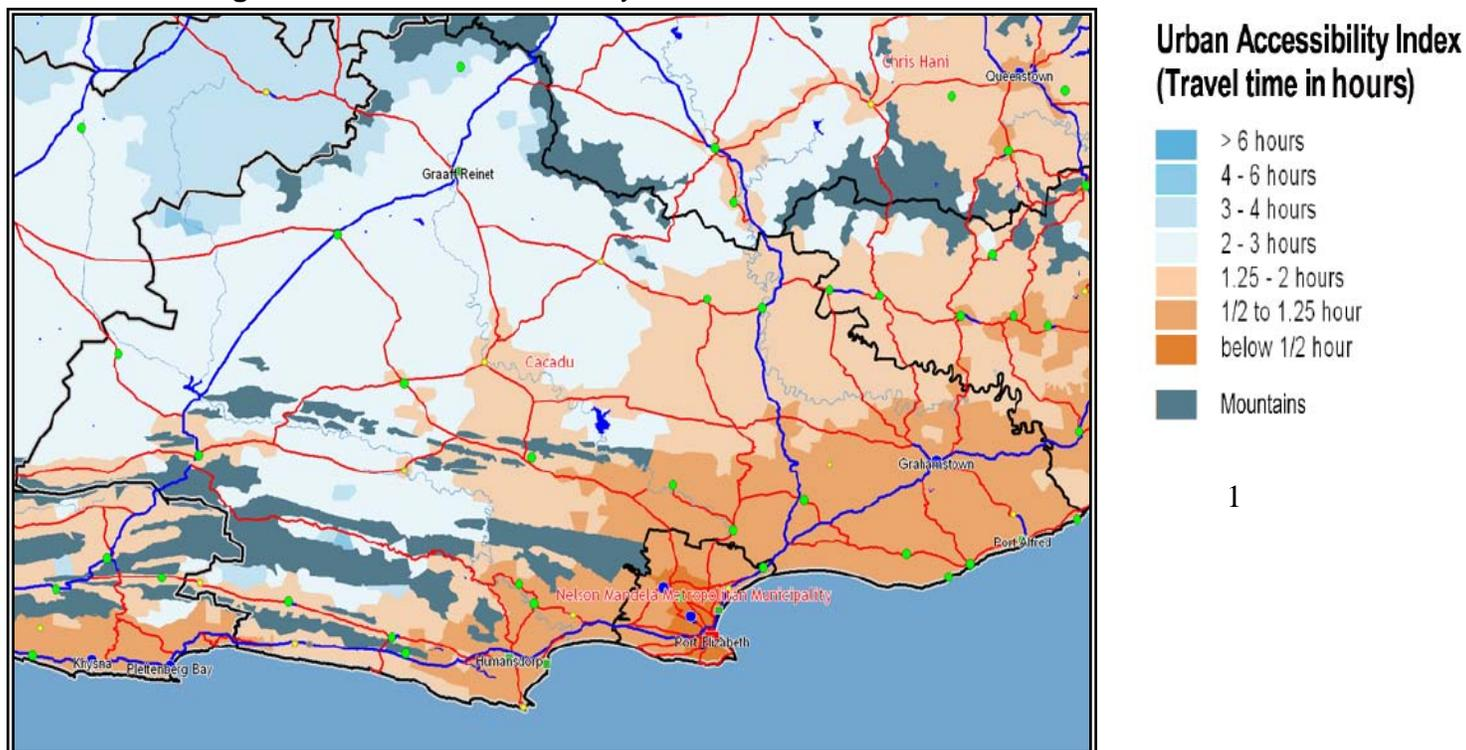 Chris Hani
Queenstown
Graaff Reinet
Cacadu
Grahamstown
Port Alfred
Nelson Mandela Metropolitan Municipality
Port Elizabeth
Humansdorp
Knysna
Plettenberg Bay
Urban Accessibility Index
(Travel time in hours)
> 6 hours
4 - 6 hours
3 - 4 hours
2 - 3 hours
1.25 - 2 hours
1/2 to 1.25 hour
below 1/2 hour
Mountains
1